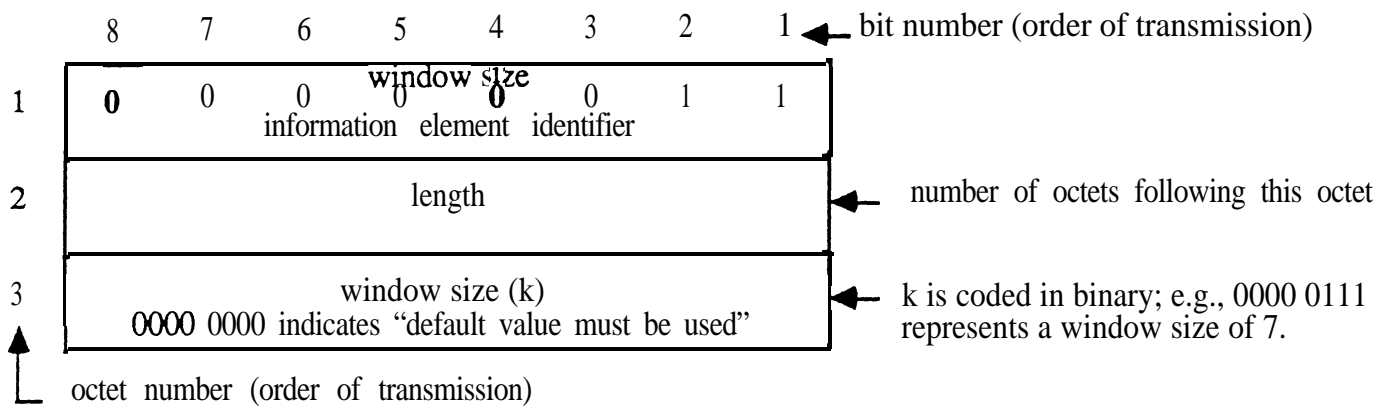 8 7 6 5 4 3 2 1 bit number (order of transmission)
window size
1 0 0 0 0 0 0 1 1
information element identifier
2 length number of octets following this octet
3 window size (k) k is coded in binary; e.g., 0000 0111
0000 0000 indicates “default value must be used” represents a window size of 7.
octet number (order of transmission)